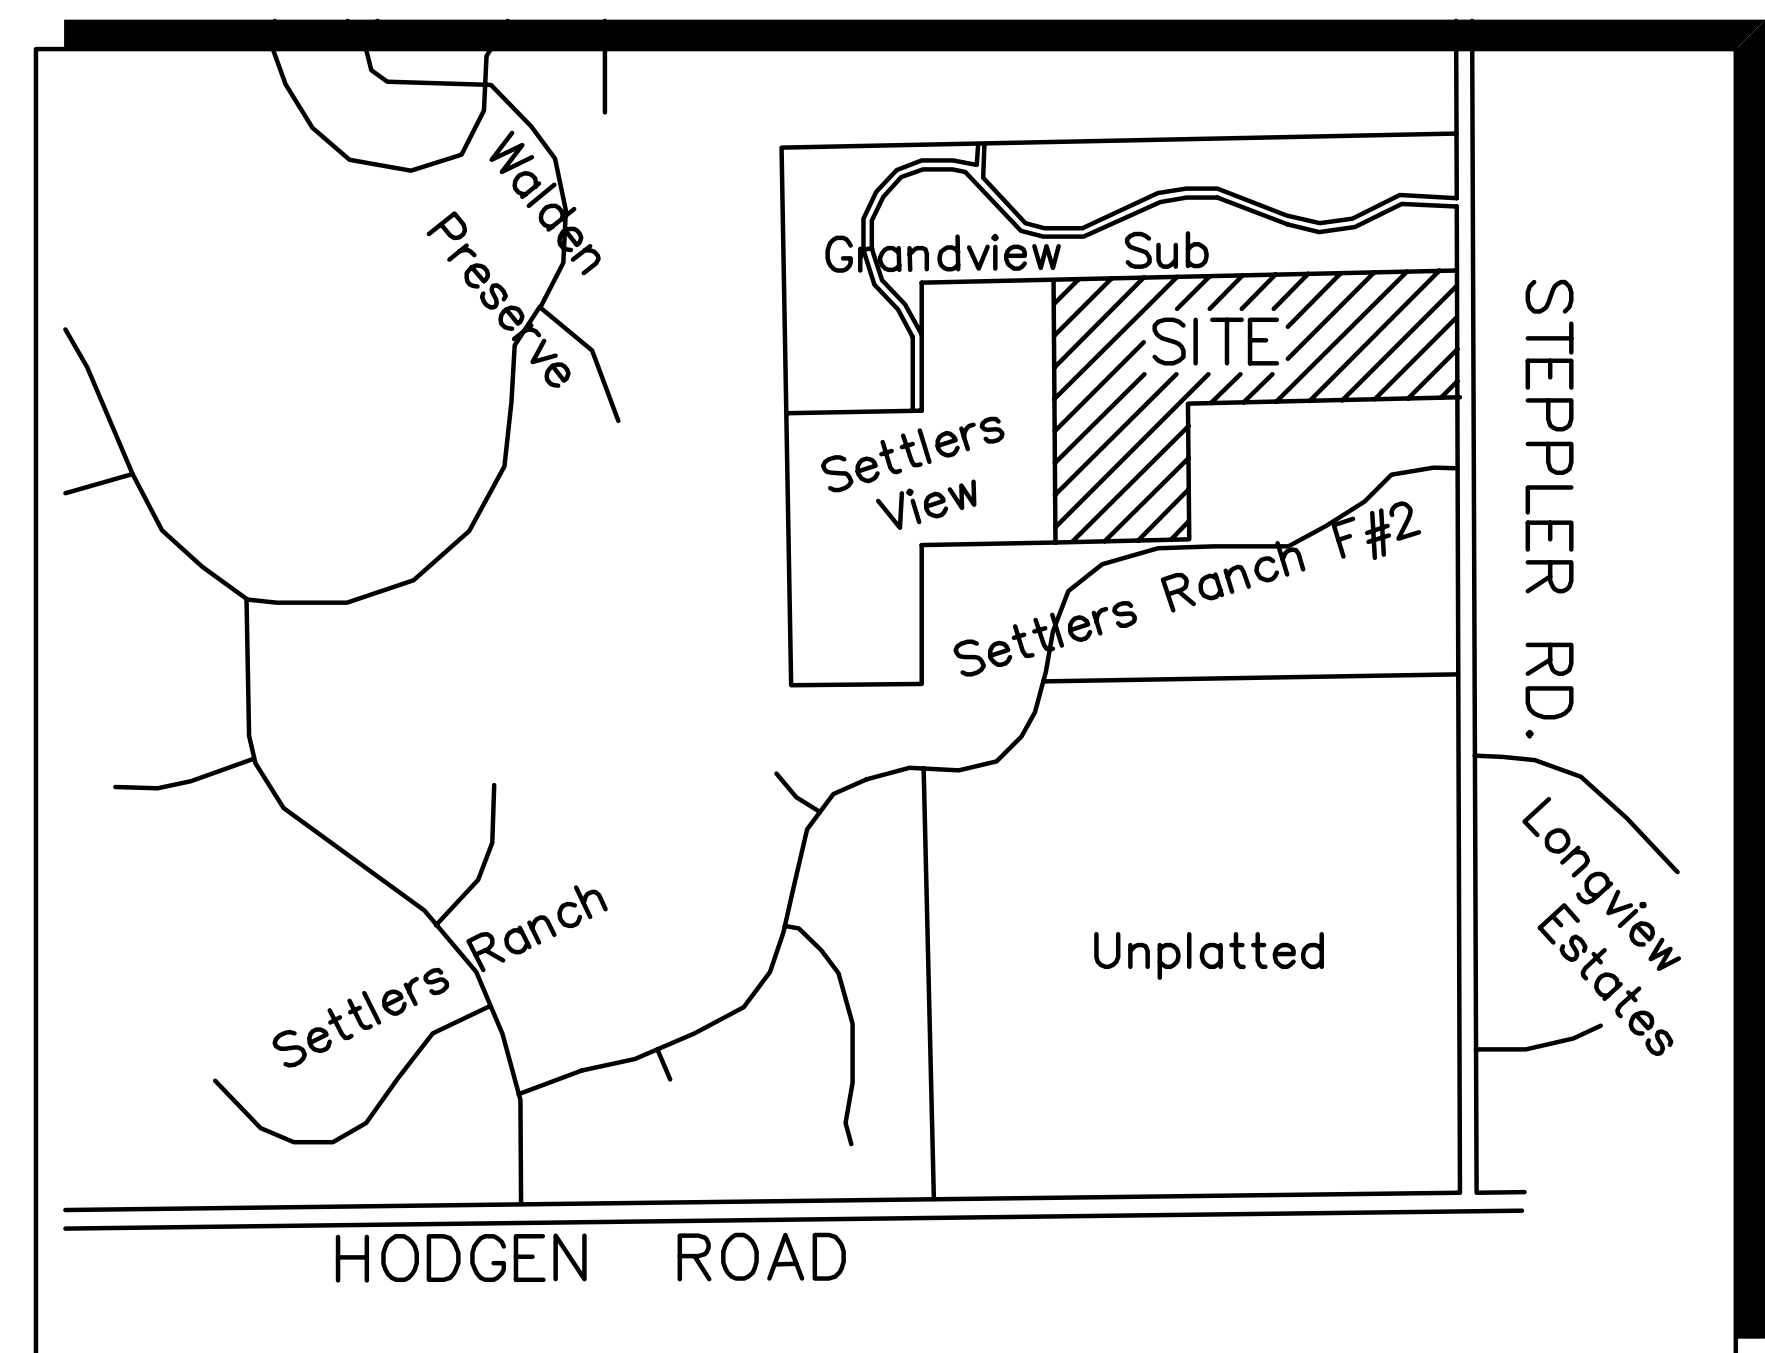 Walden
Preserve
Grandview Sub
SITE
STEPPLER RD.
Settlers
View
Settlers Ranch F#2
Longview
Estates
Unplatted
Settlers Ranch
HODGEN ROAD